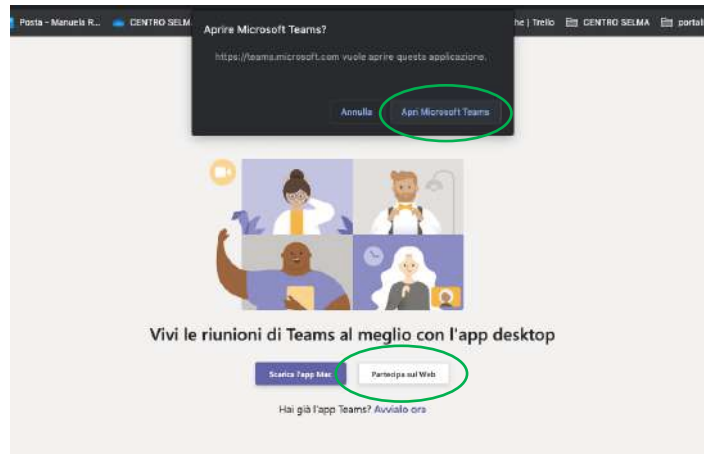 Posta - Manuela R...
CENTRO SELM
he | Trello
CENTRO SELMA
portali
Aprire Microsoft Teams?
https://teams.microsoft.com vuole aprire questa applicazione.
Annulla
Apri Microsoft Teams
Vivi le riunioni di Teams al meglio con l'app desktop
Scarica l'app Mac
Partecipa sul Web
Hai già l'app Teams? Avvialo ora